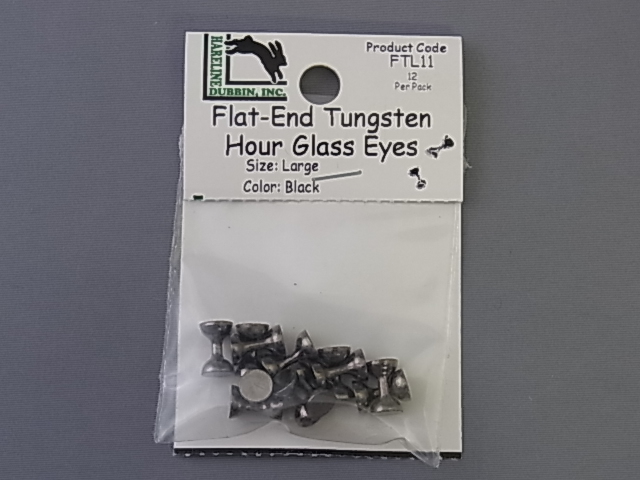 HARELINE
DUBBIN, INC.
Product Code
FTL11
12
Per Pack
Flat-End Tungsten
Hour Glass Eyes
Size: Large
Color: Black